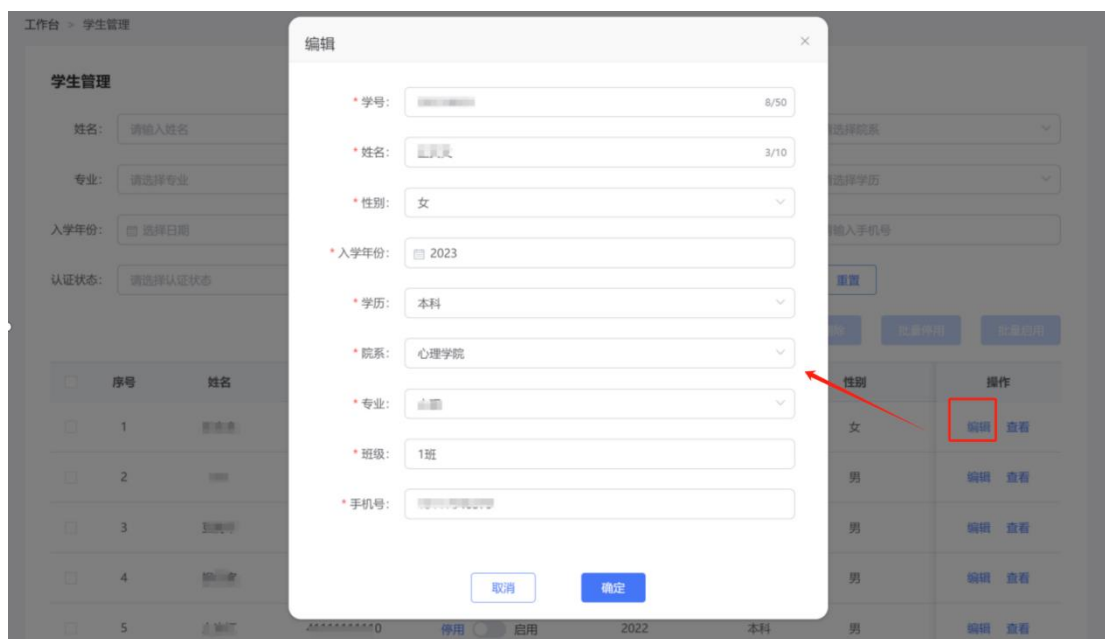 工作台 > 学生管理
编辑
学生管理
* 学号: 8/50
姓名: 请输入姓名
选择院系
* 姓名: 3/10
专业: 请选择专业
选择学历
* 性别: 女
入学年份: 选择日期
输入手机号
* 入学年份: 2023
认证状态: 请选择认证状态
重置
* 学历: 本科
批量停用 批量启用
* 院系: 心理学院
序号 姓名 性别 操作
* 专业:
1 女 编辑 查看
* 班级: 1班
2 男 编辑 查看
* 手机号:
3 男 编辑 查看
4 男 编辑 查看
取消 确定
5 停用 启用 2022 本科 男 编辑 查看